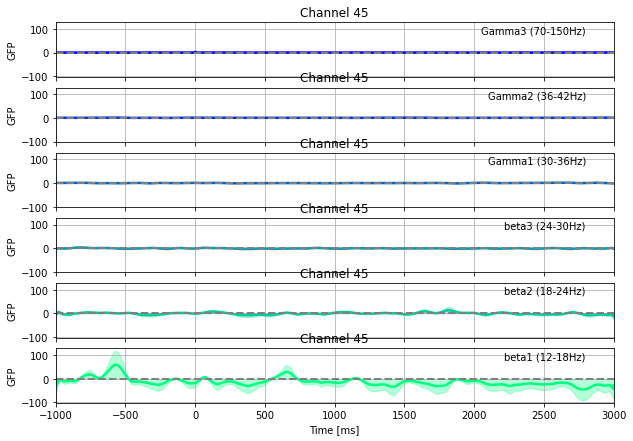 Channel 45
Gamma3 (70-150Hz)
100
0
−100
GFP
Channel 45
Gamma2 (36-42Hz)
100
0
−100
GFP
Channel 45
Gamma1 (30-36Hz)
100
0
−100
GFP
Channel 45
beta3 (24-30Hz)
100
0
−100
GFP
Channel 45
beta2 (18-24Hz)
100
0
−100
GFP
Channel 45
beta1 (12-18Hz)
100
0
−100
GFP
−1000 −500 0 500 1000 1500 2000 2500 3000
Time [ms]